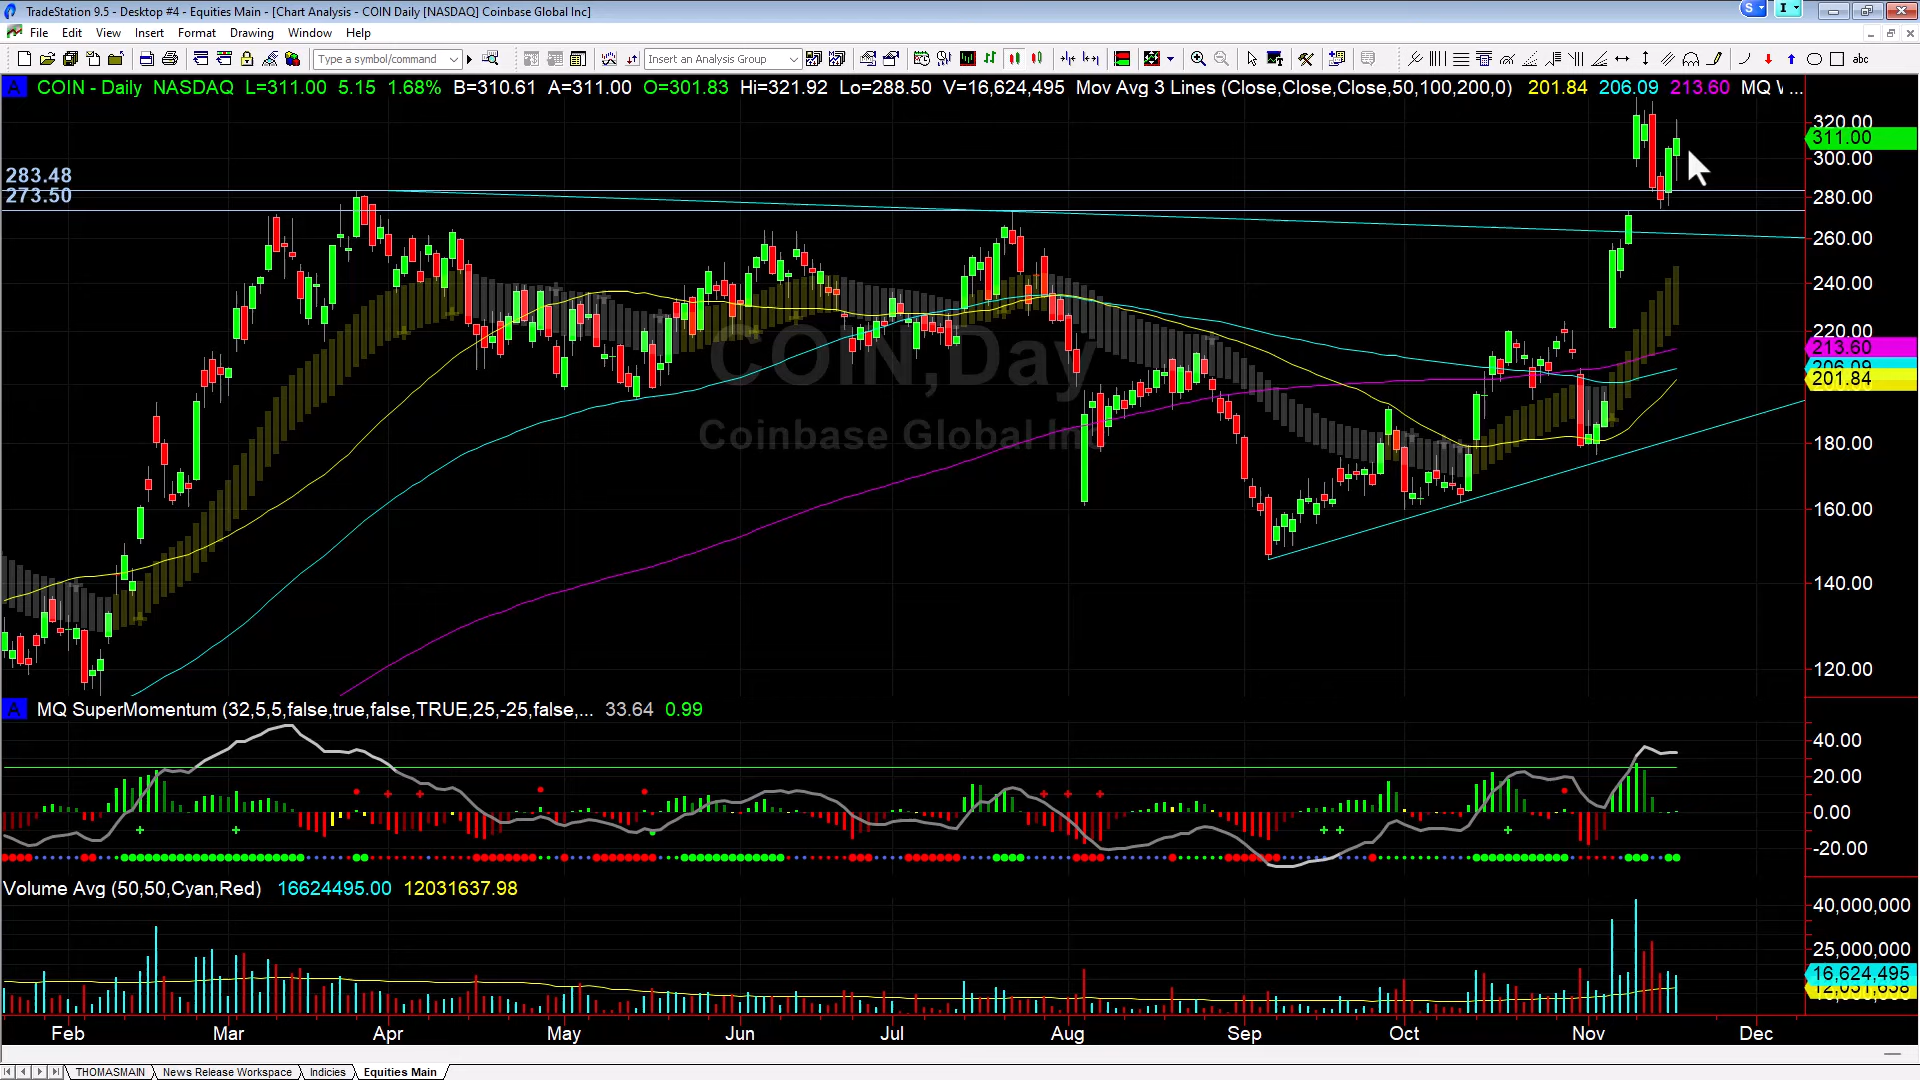 TradeStation 9.5 - Desktop #4 - Equities Main - [Chart Analysis - COIN Daily [NASDAQ] Coinbase Global Inc]
S
I
File Edit View Insert Format Drawing Window Help
Type a symbol/command
Insert an Analysis Group
abc
A COIN - Daily NASDAQ L=311.00 5.15 1.68% B=310.61 A=311.00 O=301.83 Hi=321.92 Lo=288.50 V=16,624,495 Mov Avg 3 Lines (Close,Close,Close,50,100,200,0) 201.84 206.09 213.60 MQ V ...
320.00
311.00
300.00
283.48
273.50
280.00
260.00
240.00
220.00
213.60
206.09
201.84
COIN,Day
Coinbase Global Inc
180.00
160.00
140.00
120.00
A MQ SuperMomentum (32,5,5,false,true,false,TRUE,25,-25,false,... 33.64 0.99
40.00
20.00
0.00
-20.00
Volume Avg (50,50,Cyan,Red) 16624495.00 12031637.98
40,000,000
25,000,000
16,624,495
12,031,638
Feb Mar Apr May Jun Jul Aug Sep Oct Nov Dec
THOMASMAIN News Release Workspace Indicies Equities Main